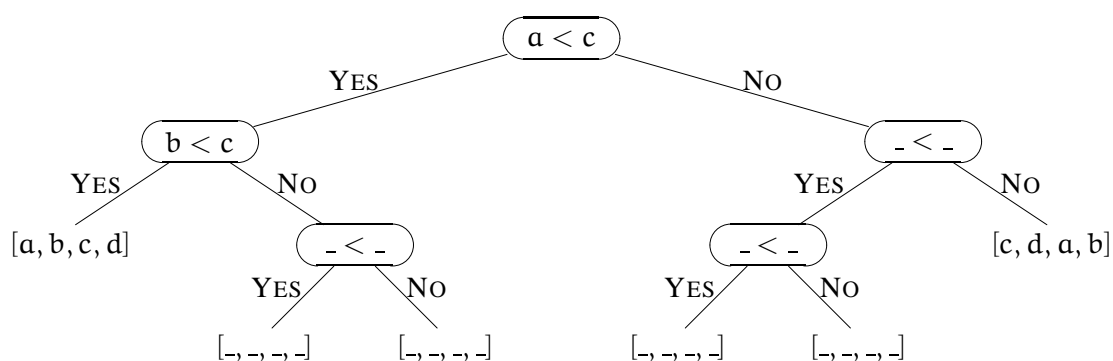 a < c
YES NO
b < c _ < _
YES NO YES NO
[a, b, c, d] _ < _ _ < _ [c, d, a, b]
YES NO YES NO
[_, _, _, _] [_, _, _, _] [_, _, _, _] [_, _, _, _]